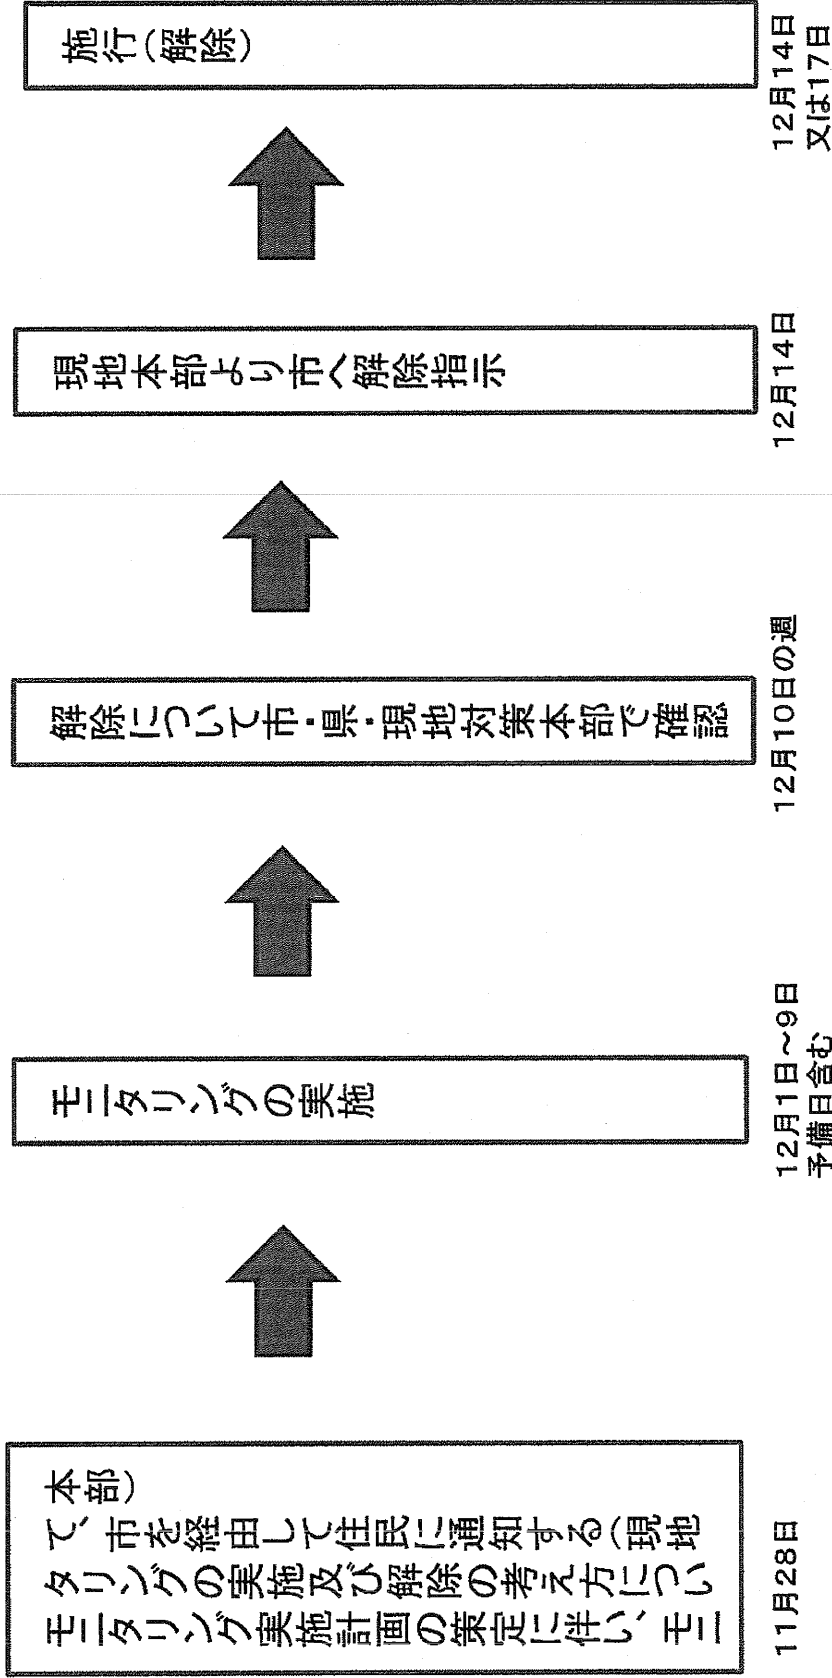 モニタリング実施計画の策定に伴い、モニ
タリングの実施及び解除の考え方につい
て、市を経由して住民に通知する(現地
本部)
11月28日
モニタリングの実施
12月1日~9日
予備日含む
解除について市・県・現地対策本部で確認
12月10日の週
現地本部より市へ解除指示
12月14日
施行(解除)
12月14日
又は17日